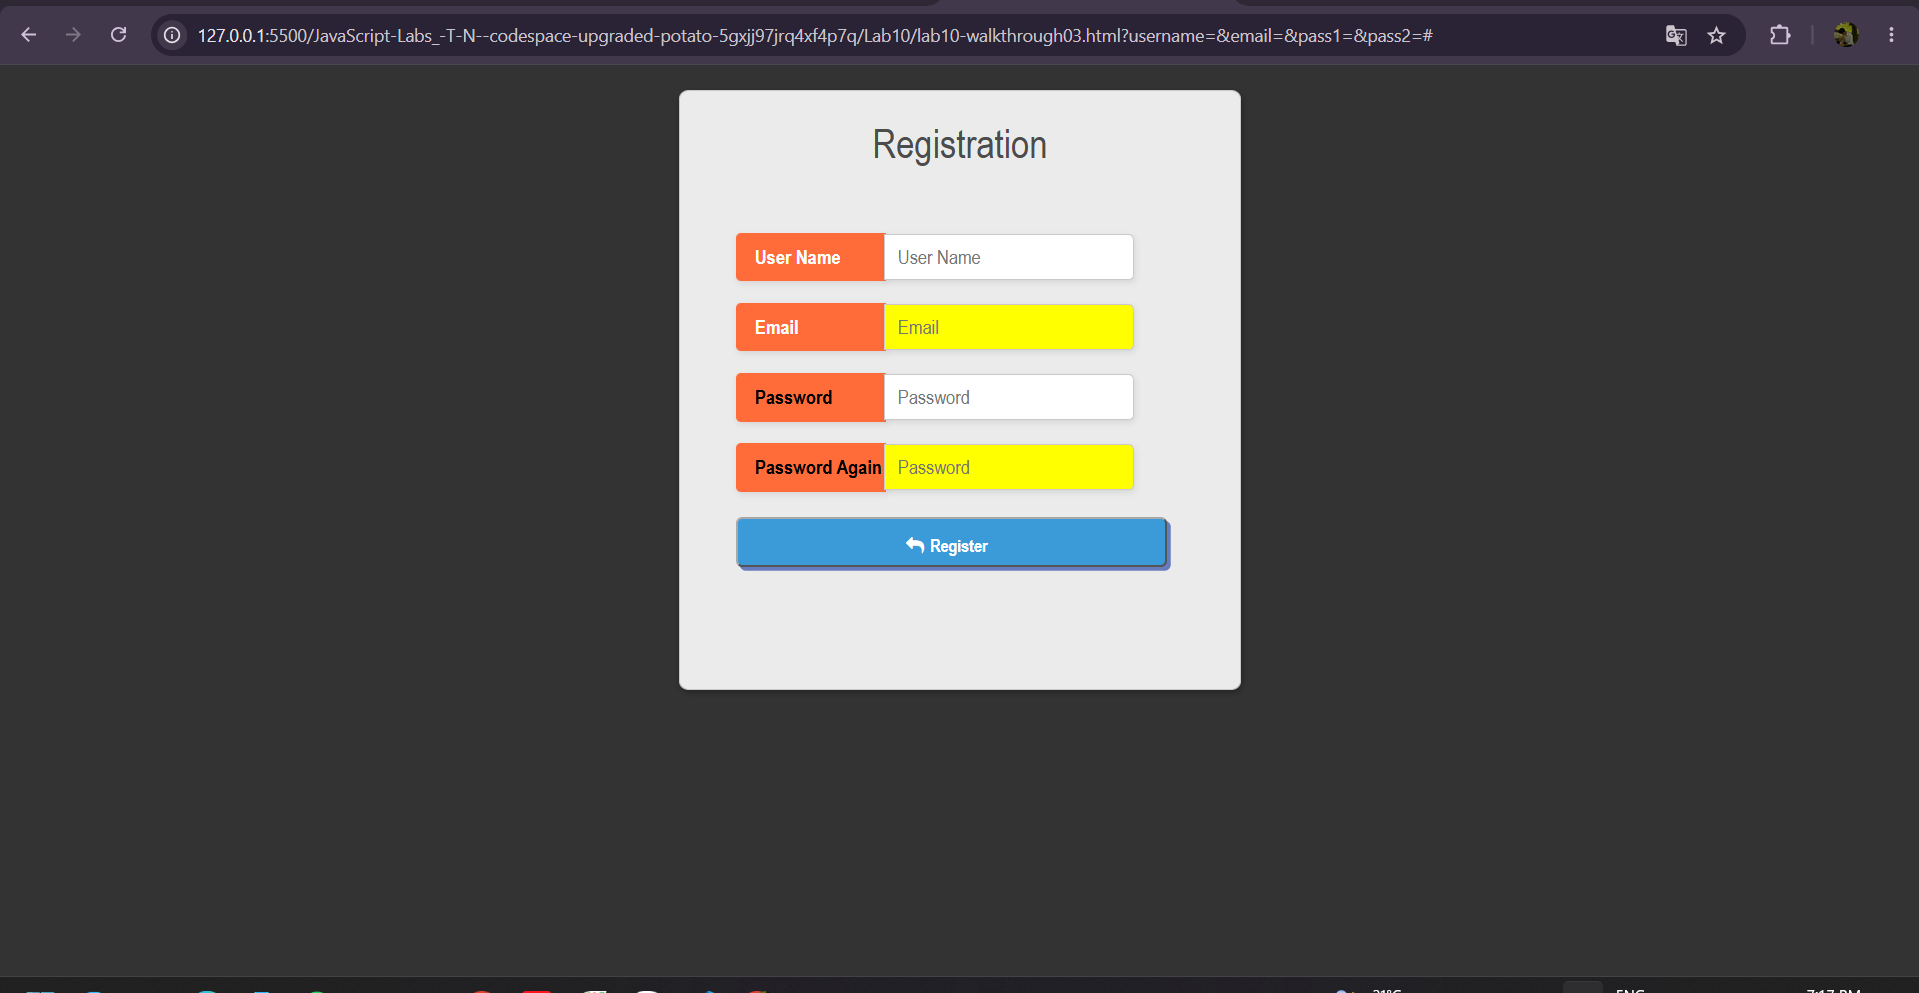 127.0.0.1:5500/JavaScript-Labs_-T-N--codespace-upgraded-potato-5gxjj97jrq4xf4p7q/Lab10/lab10-walkthrough03.html?username=&email=&pass1=&pass2=#
Registration
User Name User Name
Email Email
Password Password
Password Again Password
Register